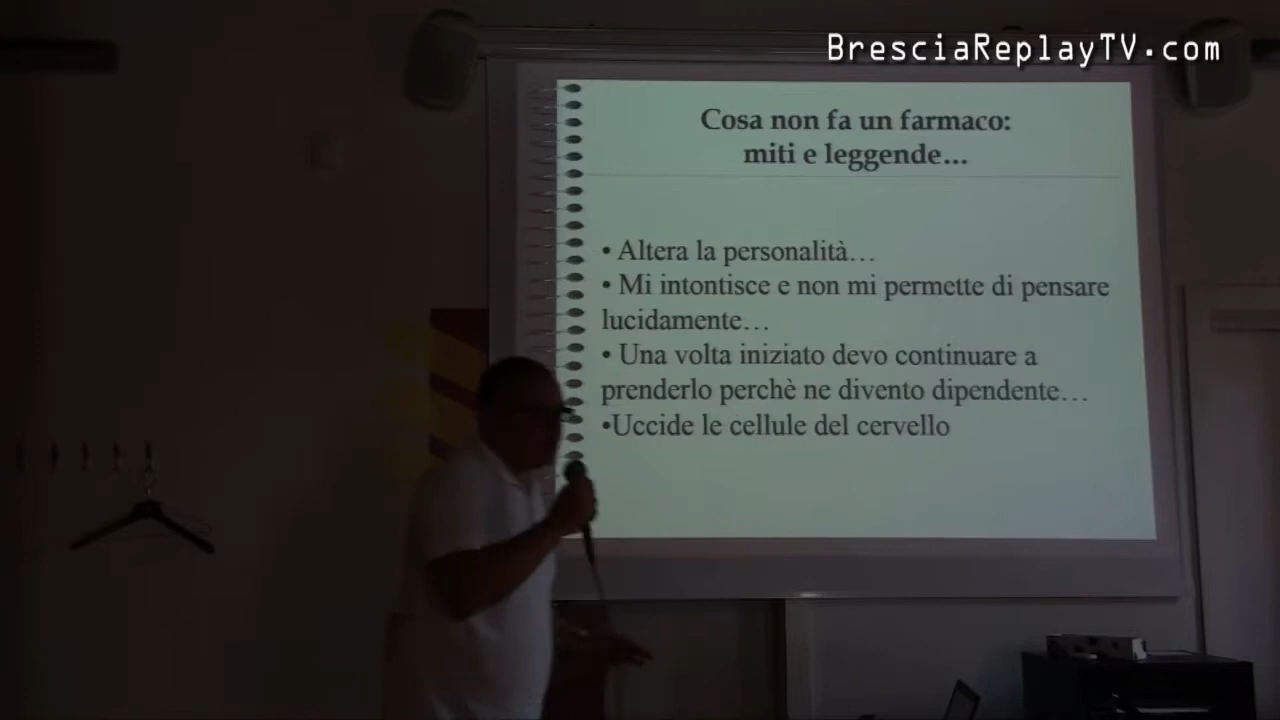 BresciaReplayTV.com
Cosa non fa un farmaco:
miti e leggende...
• Altera la personalità…
• Mi intontisce e non mi permette di pensare
lucidamente…
• Una volta iniziato devo continuare a
prenderlo perchè ne divento dipendente…
•Uccide le cellule del cervello